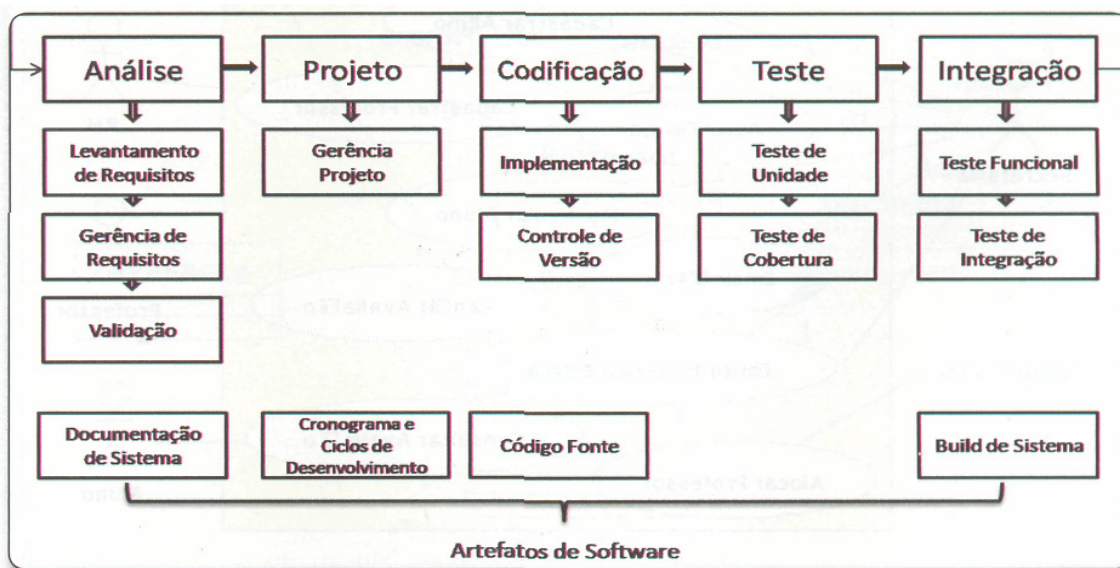 Análise
Projeto
Codificação
Teste
Integração
Levantamento
de Requisitos
Gerência
Projeto
Implementação
Teste de
Unidade
Teste Funcional
Gerência de
Requisitos
Controle de
Versão
Teste de
Cobertura
Teste de
Integração
Validação
Documentação
de Sistema
Cronograma e
Ciclos de
Desenvolvimento
Código Fonte
Build de Sistema
Artefatos de Software